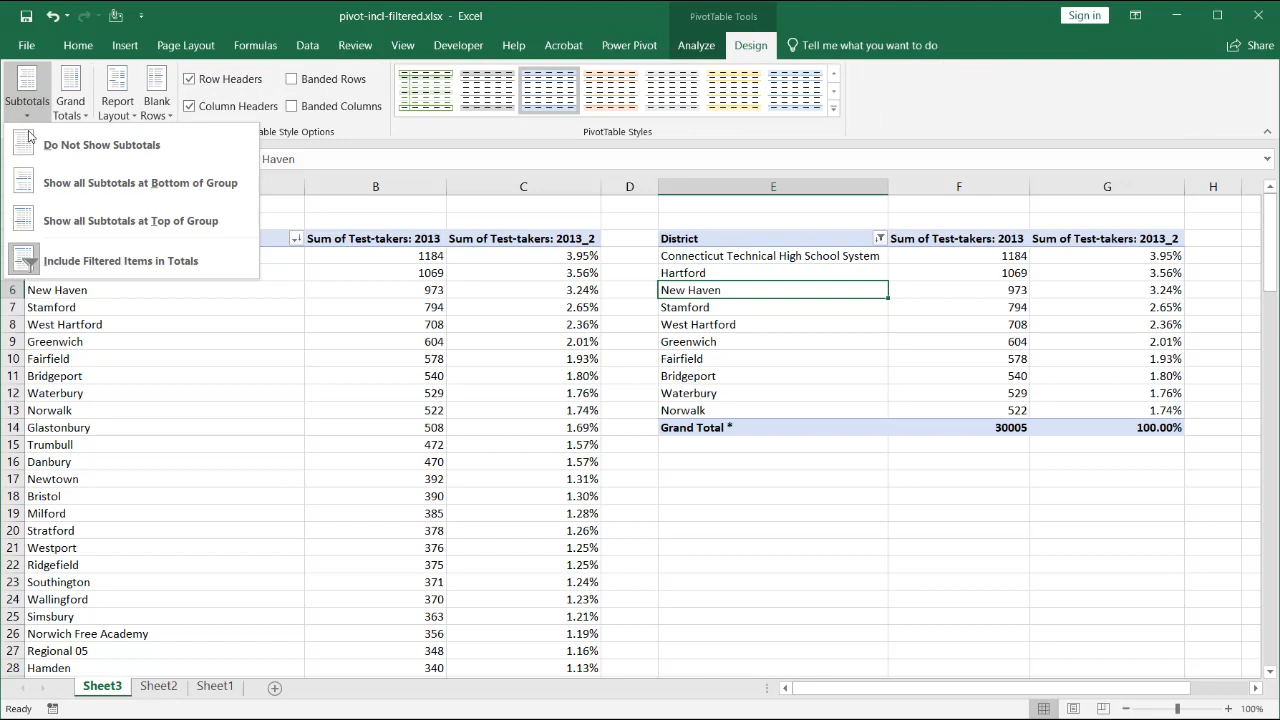 pivot-incl-filtered.xlsx - Excel
PivotTable Tools
Sign in
File Home Insert Page Layout Formulas Data Review View Developer Help Acrobat Power Pivot Analyze Design Tell me what you want to do Share
Subtotals
Grand Totals
Report Layout
Blank Rows
Row Headers Banded Rows
Column Headers Banded Columns
Table Style Options
PivotTable Styles
Do Not Show Subtotals
Show all Subtotals at Bottom of Group
Show all Subtotals at Top of Group
Include Filtered Items in Totals
Haven
B C D E F G H
Sum of Test-takers: 2013 Sum of Test-takers: 2013_2 District Sum of Test-takers: 2013 Sum of Test-takers: 2013_2
1184 3.95% Connecticut Technical High School System 1184 3.95%
1069 3.56% Hartford 1069 3.56%
6 New Haven 973 3.24% New Haven 973 3.24%
7 Stamford 794 2.65% Stamford 794 2.65%
8 West Hartford 708 2.36% West Hartford 708 2.36%
9 Greenwich 604 2.01% Greenwich 604 2.01%
10 Fairfield 578 1.93% Fairfield 578 1.93%
11 Bridgeport 540 1.80% Bridgeport 540 1.80%
12 Waterbury 529 1.76% Waterbury 529 1.76%
13 Norwalk 522 1.74% Norwalk 522 1.74%
14 Glastonbury 508 1.69% Grand Total * 30005 100.00%
15 Trumbull 472 1.57%
16 Danbury 470 1.57%
17 Newtown 392 1.31%
18 Bristol 390 1.30%
19 Milford 385 1.28%
20 Stratford 378 1.26%
21 Westport 376 1.25%
22 Ridgefield 375 1.25%
23 Southington 371 1.24%
24 Wallingford 370 1.23%
25 Simsbury 363 1.21%
26 Norwich Free Academy 356 1.19%
27 Regional 05 348 1.16%
28 Hamden 340 1.13%
Sheet3 Sheet2 Sheet1
Ready 100%